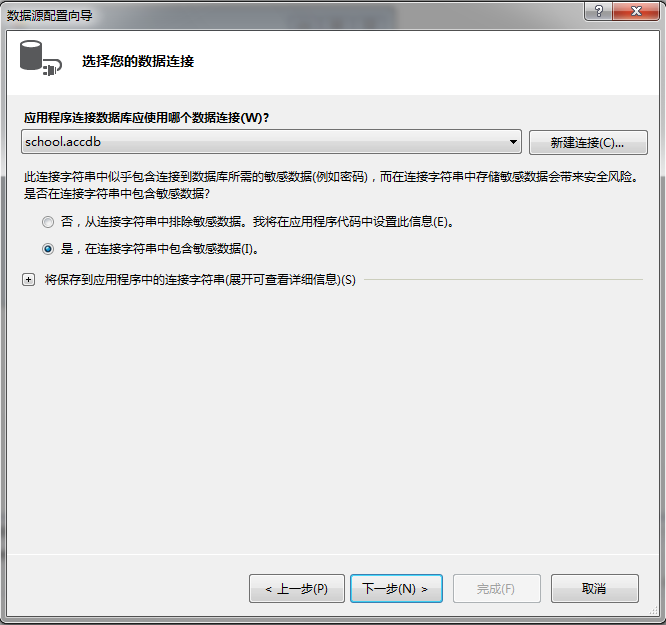 数据源配置向导
?
选择您的数据连接
应用程序连接数据库应使用哪个数据连接(W)?
school.accdb
新建连接(C)...
此连接字符串中似乎包含连接到数据库所需的敏感数据(例如密码)，而在连接字符串中存储敏感数据会带来安全风险。
是否在连接字符串中包含敏感数据?
否，从连接字符串中排除敏感数据。我将在应用程序代码中设置此信息(E)。
是，在连接字符串中包含敏感数据(I)。
将保存到应用程序中的连接字符串(展开可查看详细信息)(S)
< 上一步(P)
下一步(N) >
完成(F)
取消